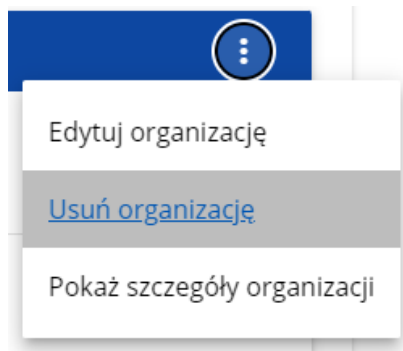 Edytuj organizację
Usuń organizację
Pokaż szczegóły organizacji